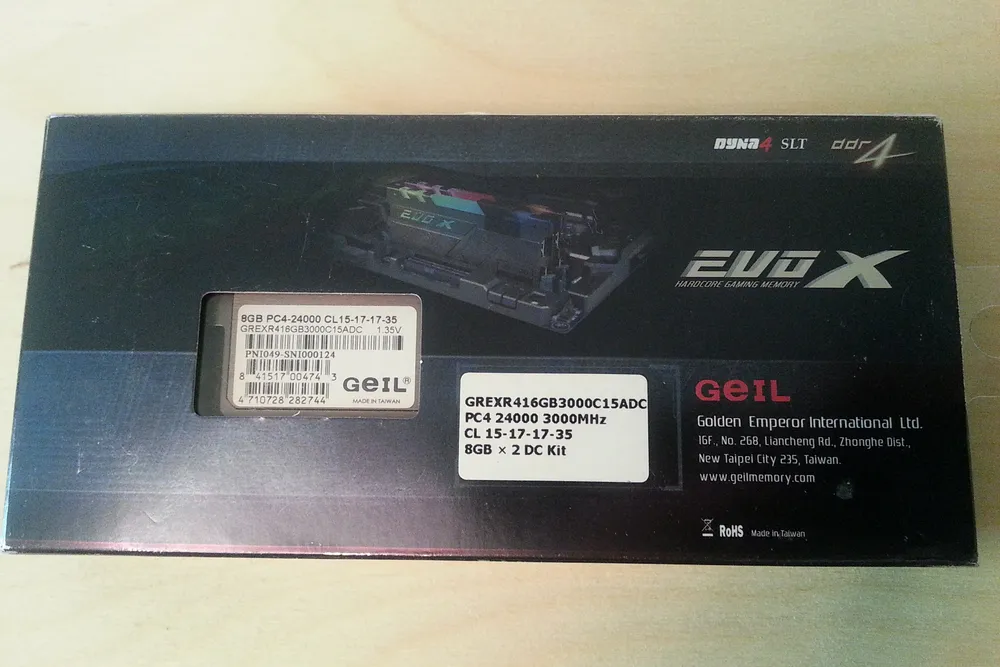 DYNA4 SLT ddr4
EVO X
EVO X
HARDCORE GAMING MEMORY
8GB PC4-24000 CL15-17-17-35
GREXR416GB3000C15ADC 1.35V
PNI049-SNI000124
8 41517 00474 3
GeIL®
4 710728 282744
MADE IN TAIWAN
GREXR416GB3000C15ADC
PC4 24000 3000MHz
CL 15-17-17-35
8GB × 2 DC Kit
GeIL
Golden Emperor International Ltd.
16F., No. 268, Liancheng Rd., Zhonghe Dist.,
New Taipei City 235, Taiwan.
www.geilmemory.com
RoHS Made in Taiwan